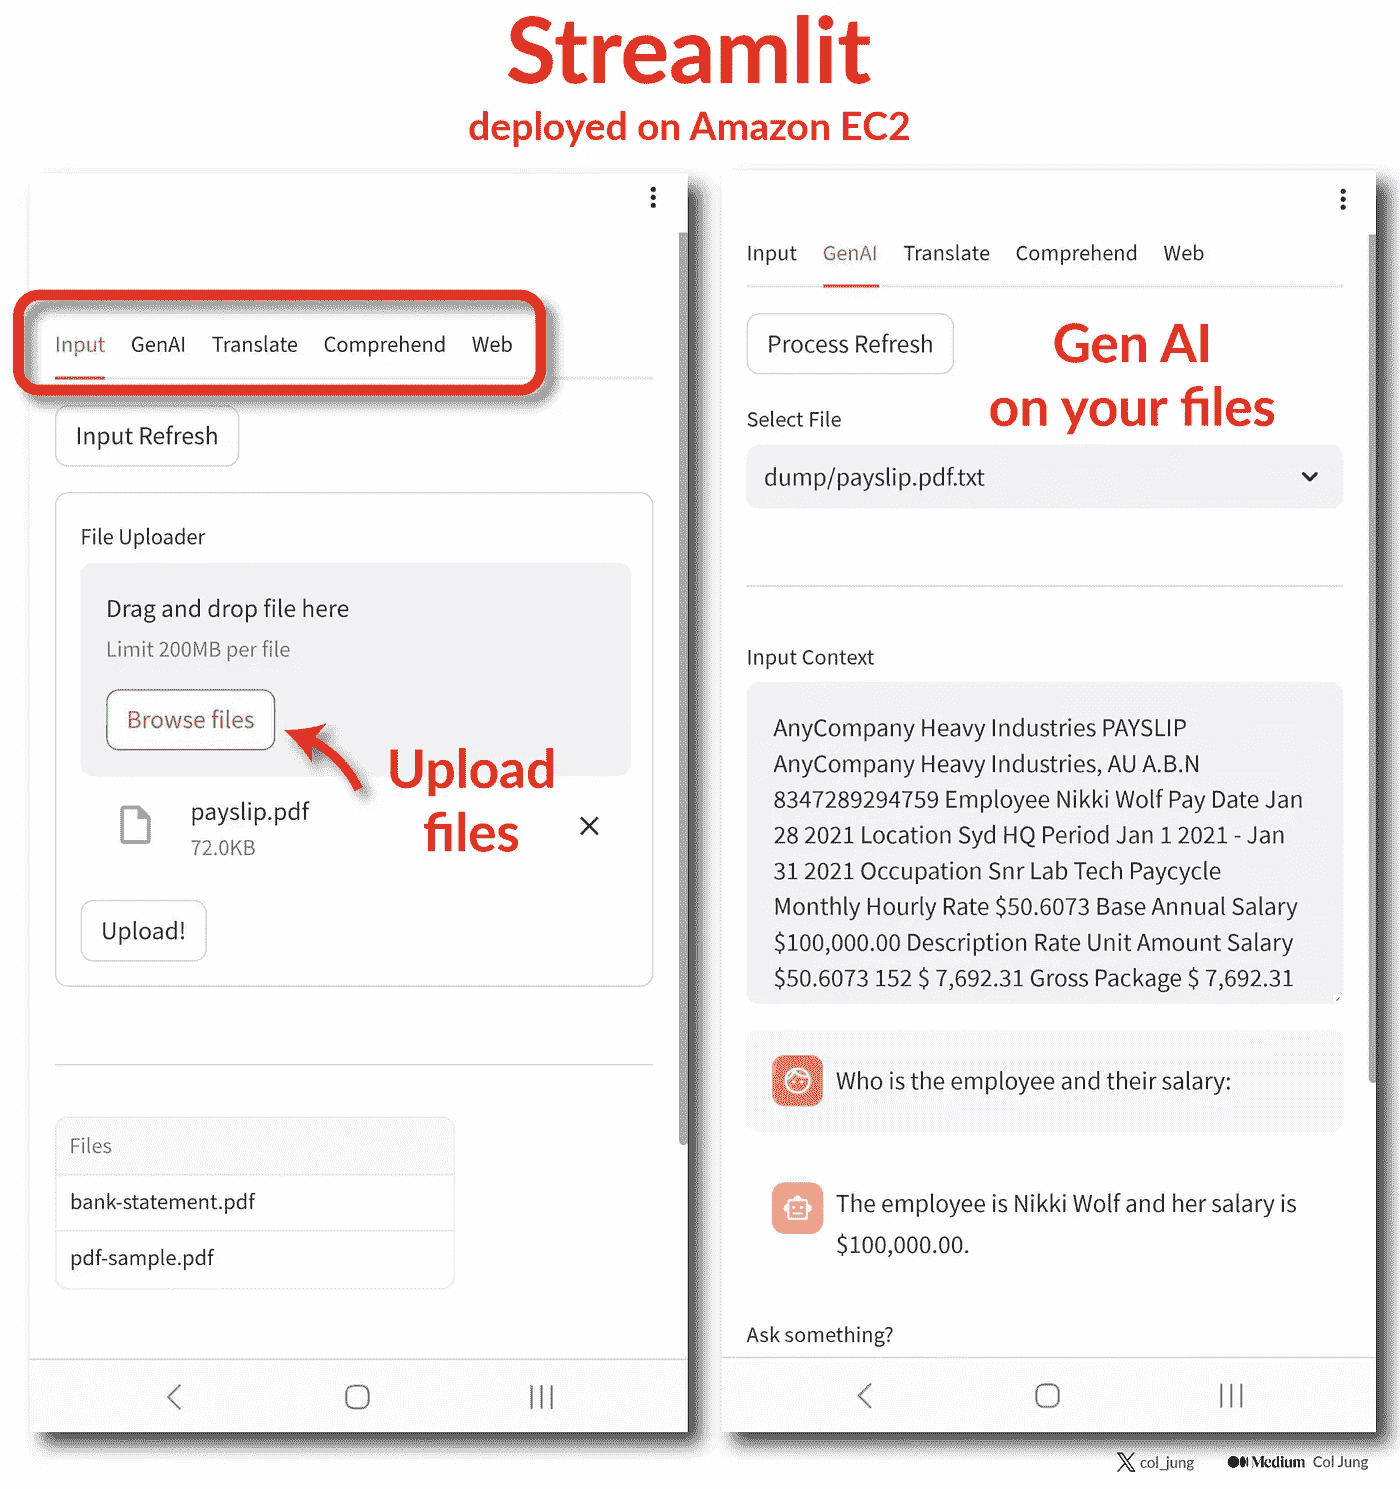 Streamlit
deployed on Amazon EC2
Input GenAI Translate Comprehend Web
Input Refresh
File Uploader
Drag and drop file here
Limit 200MB per file
Browse files
Upload
files
payslip.pdf
72.0KB
Upload!
Files
bank-statement.pdf
pdf-sample.pdf
Input GenAI Translate Comprehend Web
Process Refresh
Gen AI
on your files
Select File
dump/payslip.pdf.txt
Input Context
AnyCompany Heavy Industries PAYSLIP
AnyCompany Heavy Industries, AU A.B.N
8347289294759 Employee Nikki Wolf Pay Date Jan
28 2021 Location Syd HQ Period Jan 1 2021 - Jan
31 2021 Occupation Snr Lab Tech Paycycle
Monthly Hourly Rate $50.6073 Base Annual Salary
$100,000.00 Description Rate Unit Amount Salary
$50.6073 152 $ 7,692.31 Gross Package $ 7,692.31
Who is the employee and their salary:
The employee is Nikki Wolf and her salary is
$100,000.00.
Ask something?
col_jung Medium Col Jung